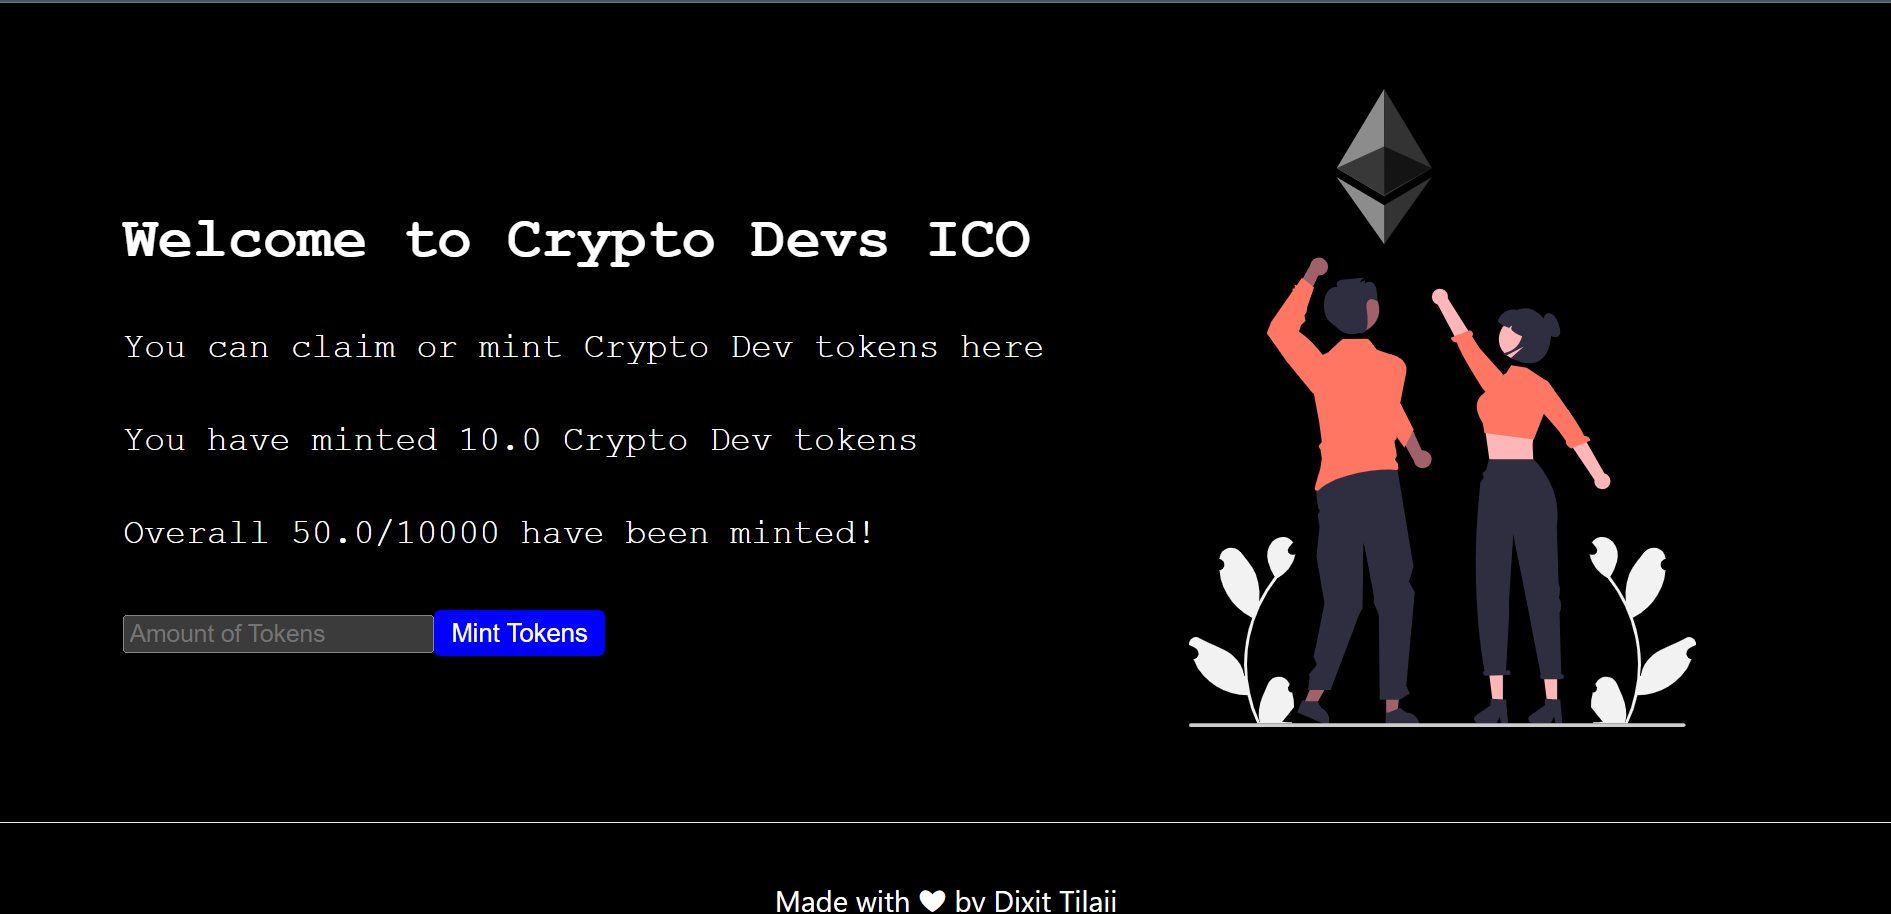 Welcome to Crypto Devs ICO
You can claim or mint Crypto Dev tokens here
You have minted 10.0 Crypto Dev tokens
Overall 50.0/10000 have been minted!
Amount of Tokens Mint Tokens
Made with ♥ by Dixit Tilaii